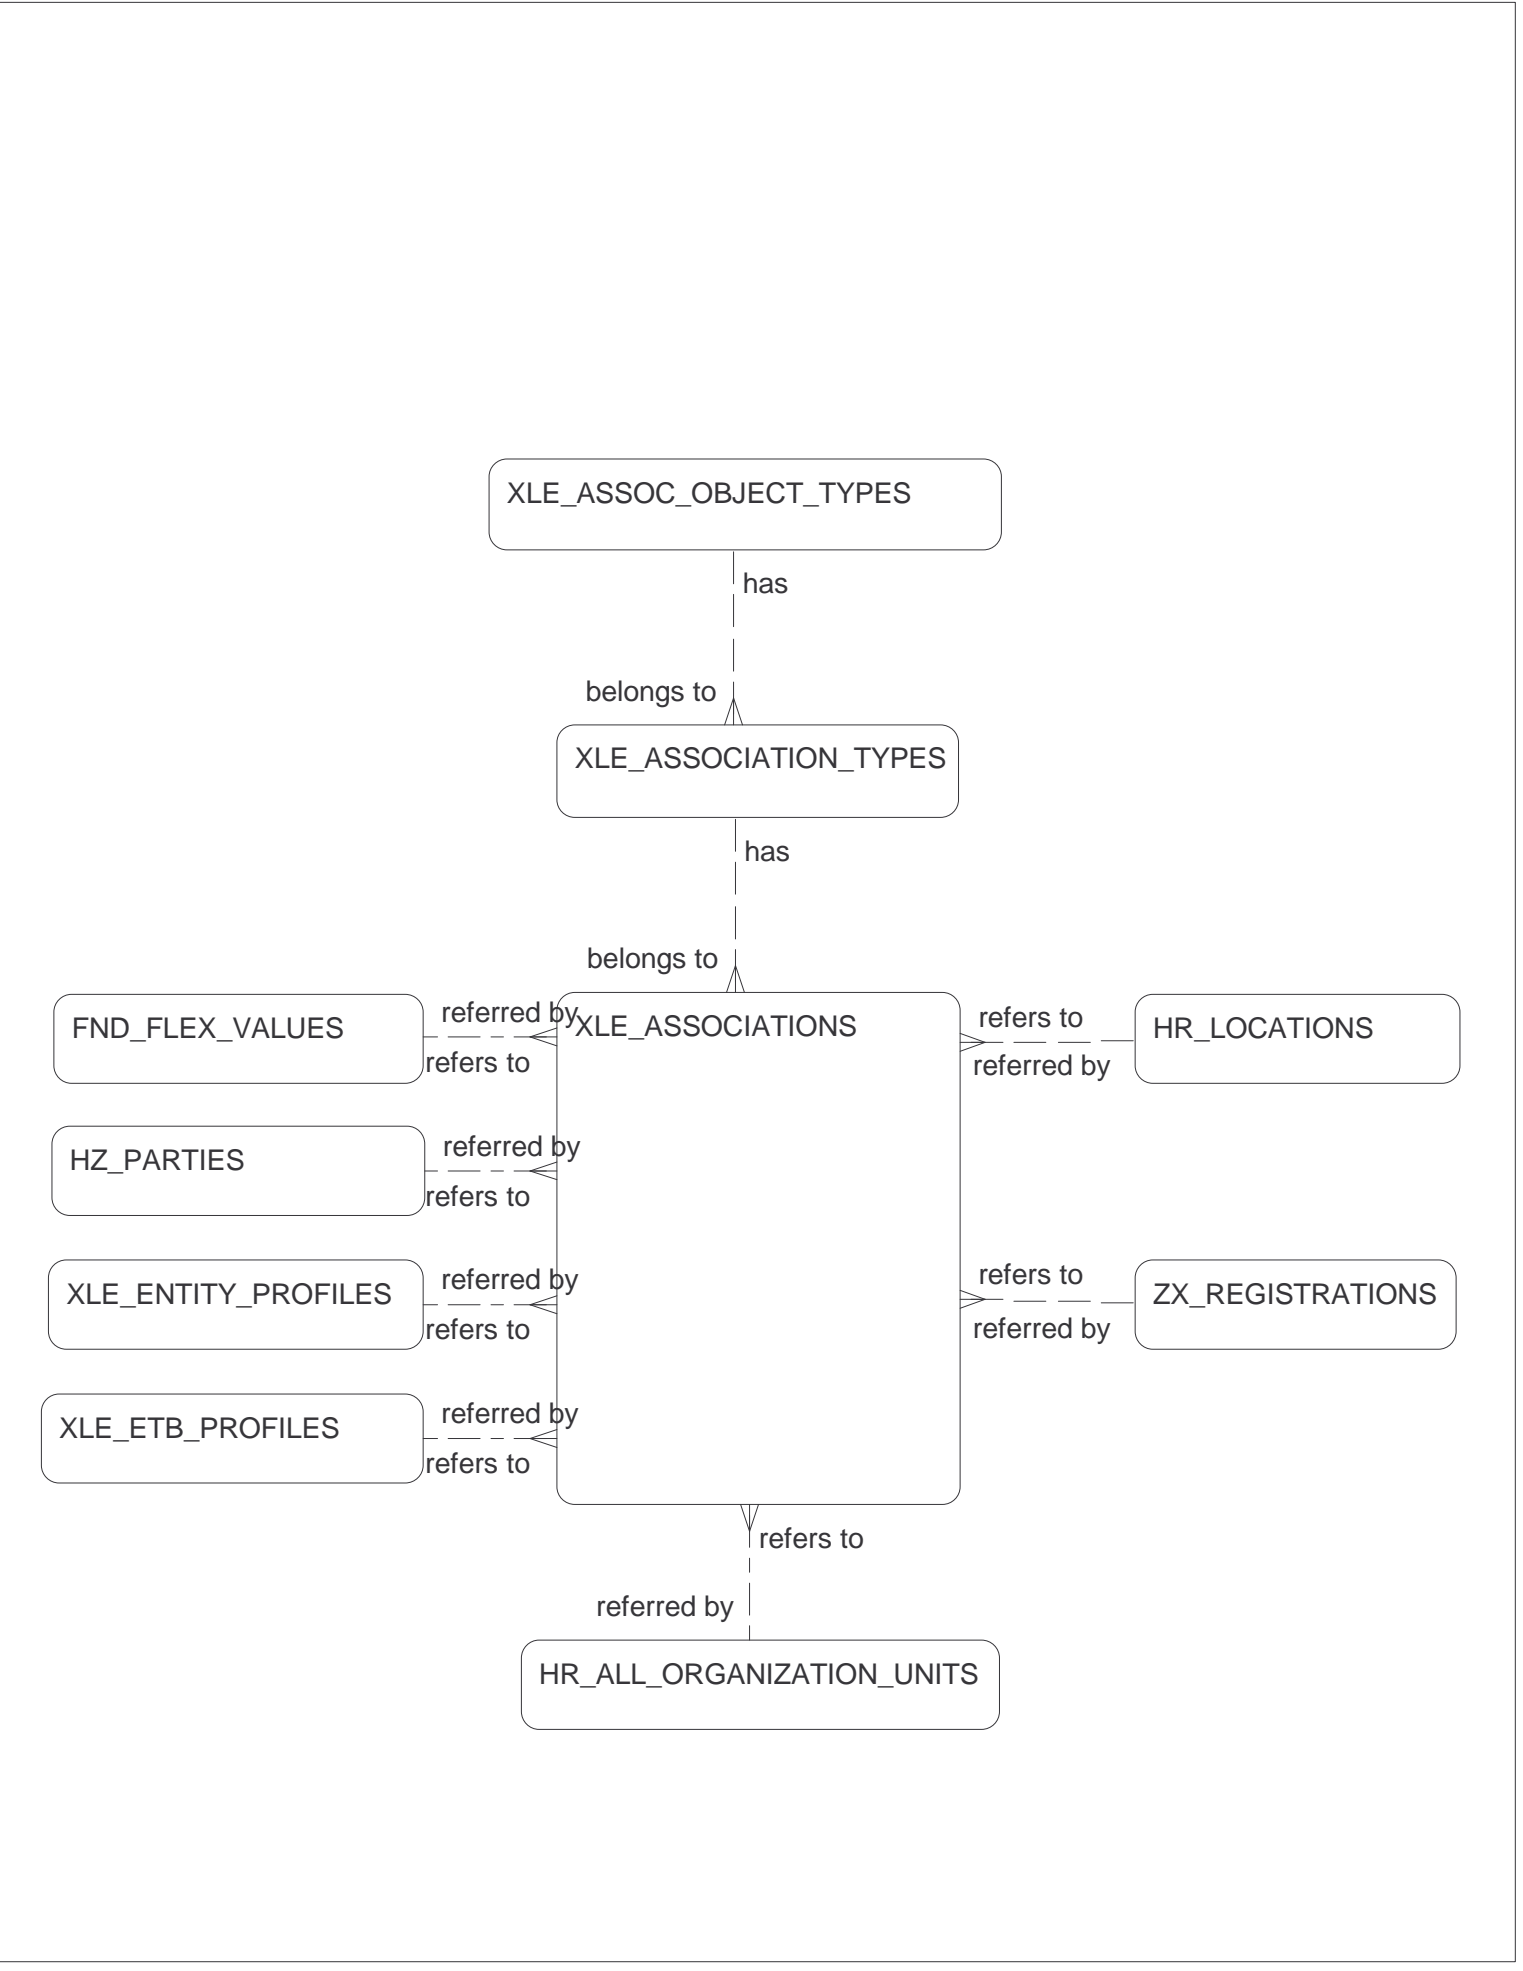 XLE_ASSOC_OBJECT_TYPES
has
belongs to
XLE_ASSOCIATION_TYPES
has
belongs to
FND_FLEX_VALUES
referred by
refers to
XLE_ASSOCIATIONS
refers to
referred by
HR_LOCATIONS
HZ_PARTIES
referred by
refers to
XLE_ENTITY_PROFILES
referred by
refers to
refers to
referred by
ZX_REGISTRATIONS
XLE_ETB_PROFILES
referred by
refers to
refers to
referred by
HR_ALL_ORGANIZATION_UNITS